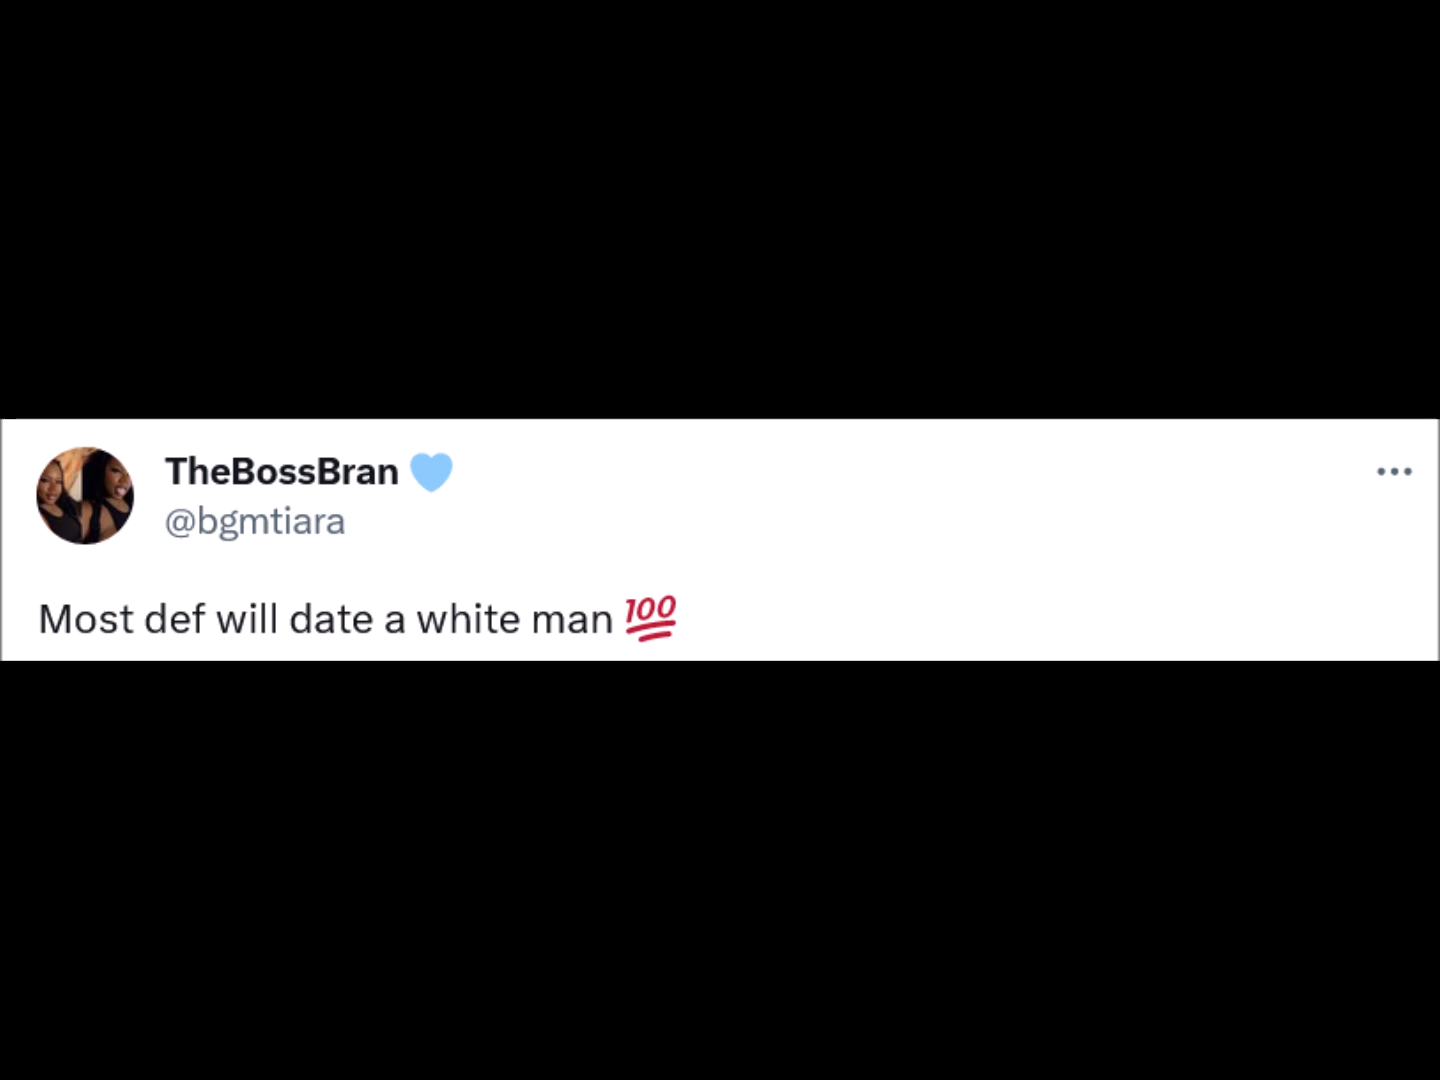 TheBossBran 🩵
@bgmtiara
Most def will date a white man 💯